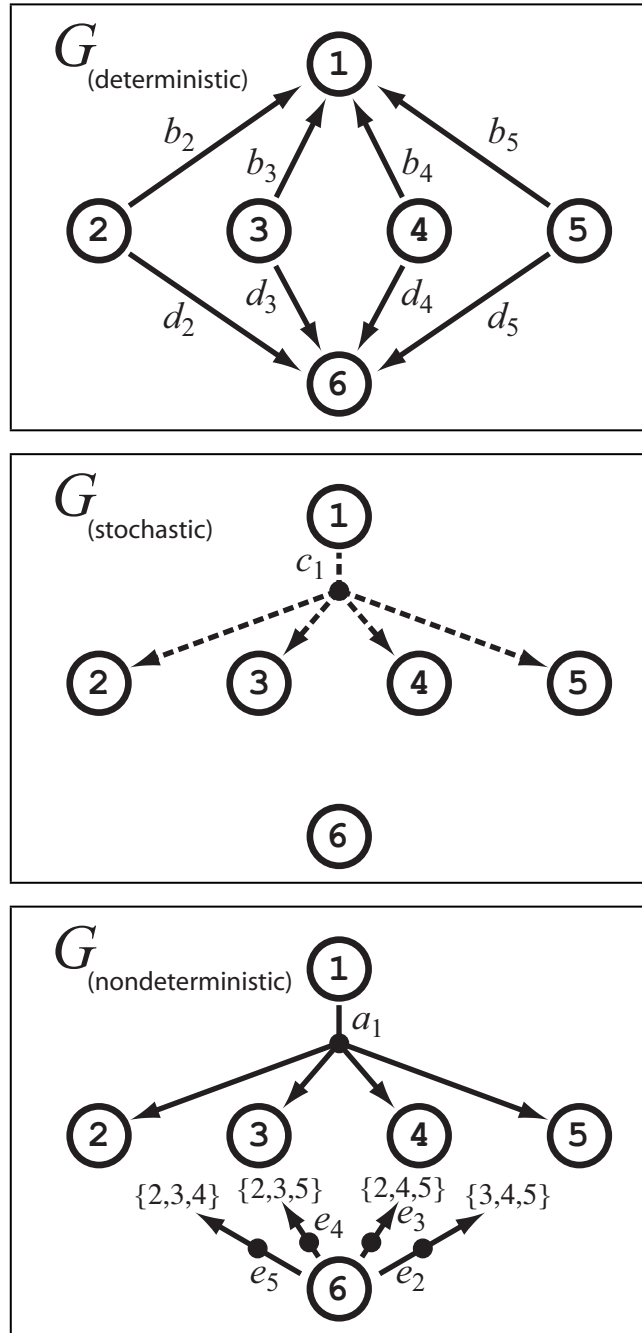 G (deterministic)
1
b2 b3 b4 b5
2 3 4 5
d2 d3 d4 d5
6
G (stochastic)
1
c1
2 3 4 5
6
G (nondeterministic)
1
a1
2 3 4 5
{2,3,4} {2,3,5} {2,4,5} {3,4,5}
e4 e3
e5 e2
6